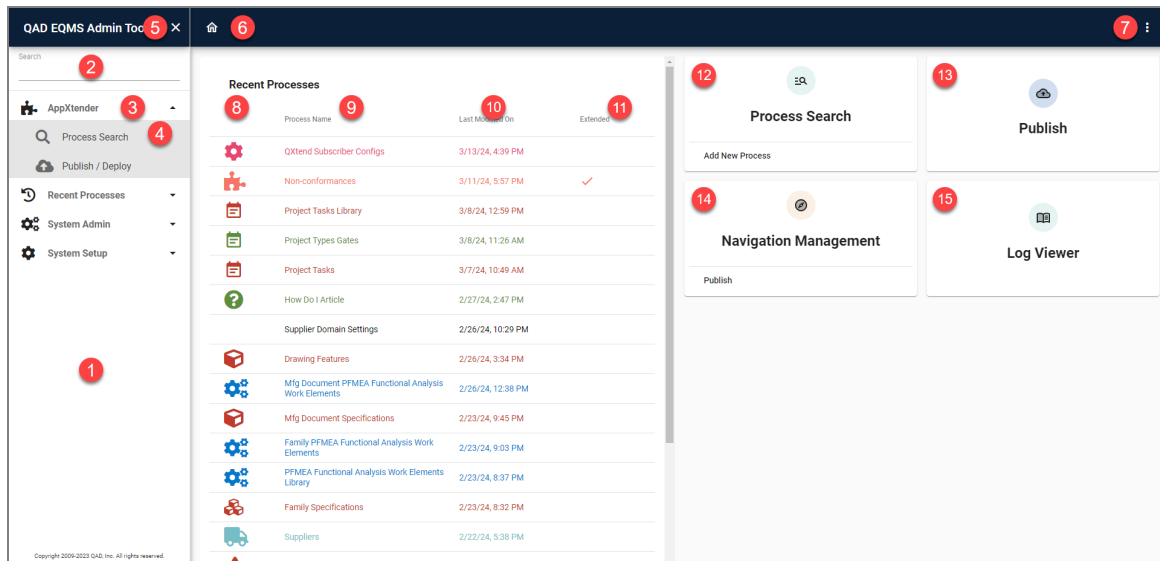 QAD EQMS Admin Too 5
6
7
Search
2
AppXtender 3
Process Search 4
Publish / Deploy
Recent Processes
System Admin
System Setup
1
Copyright 2009-2023 QAD, Inc. All rights reserved.
Recent Processes
8 9 10 11
Process Name Last Modified On Extended
QXtend Subscriber Configs 3/13/24, 4:39 PM
Non-conformances 3/11/24, 5:57 PM
Project Tasks Library 3/8/24, 12:59 PM
Project Types Gates 3/8/24, 11:26 AM
Project Tasks 3/7/24, 10:49 AM
How Do I Article 2/27/24, 2:47 PM
Supplier Domain Settings 2/26/24, 10:29 PM
Drawing Features 2/26/24, 3:34 PM
Mfg Document PFMEA Functional Analysis
Work Elements 2/26/24, 12:38 PM
Mfg Document Specifications 2/23/24, 9:45 PM
Family PFMEA Functional Analysis Work
Elements 2/23/24, 9:03 PM
PFMEA Functional Analysis Work Elements
Library 2/23/24, 8:37 PM
Family Specifications 2/23/24, 8:32 PM
Suppliers 2/22/24, 5:38 PM
12
Process Search
Add New Process
13
Publish
14
Navigation Management
Publish
15
Log Viewer